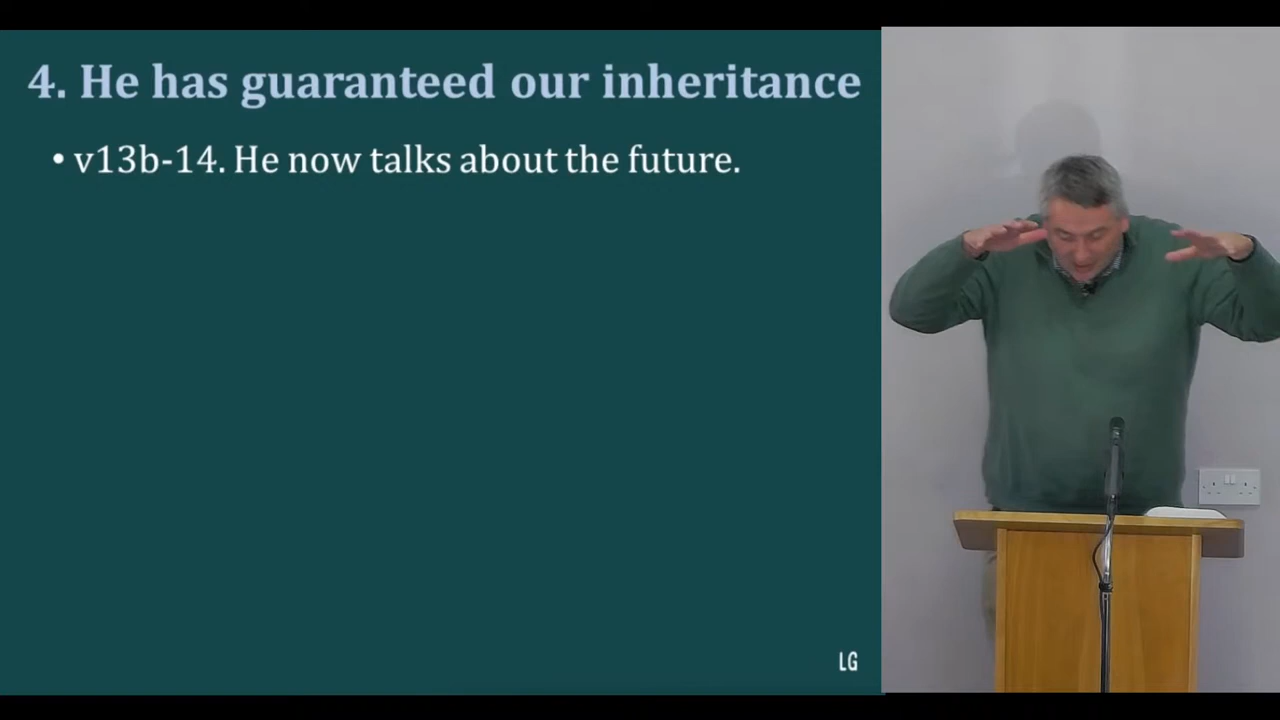 4. He has guaranteed our inheritance
• v13b-14. He now talks about the future.
LG